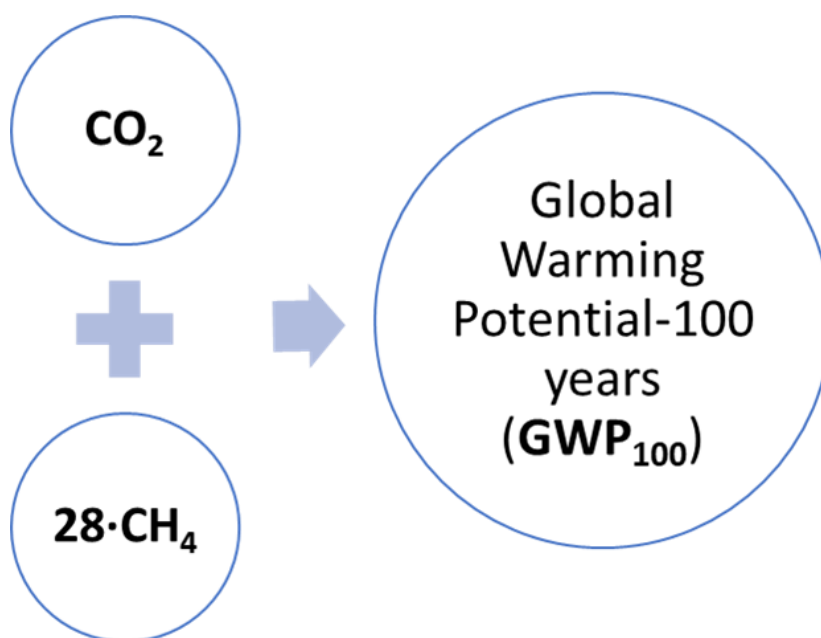 CO₂
28·CH₄
Global
Warming
Potential-100
years
(GWP₁₀₀)